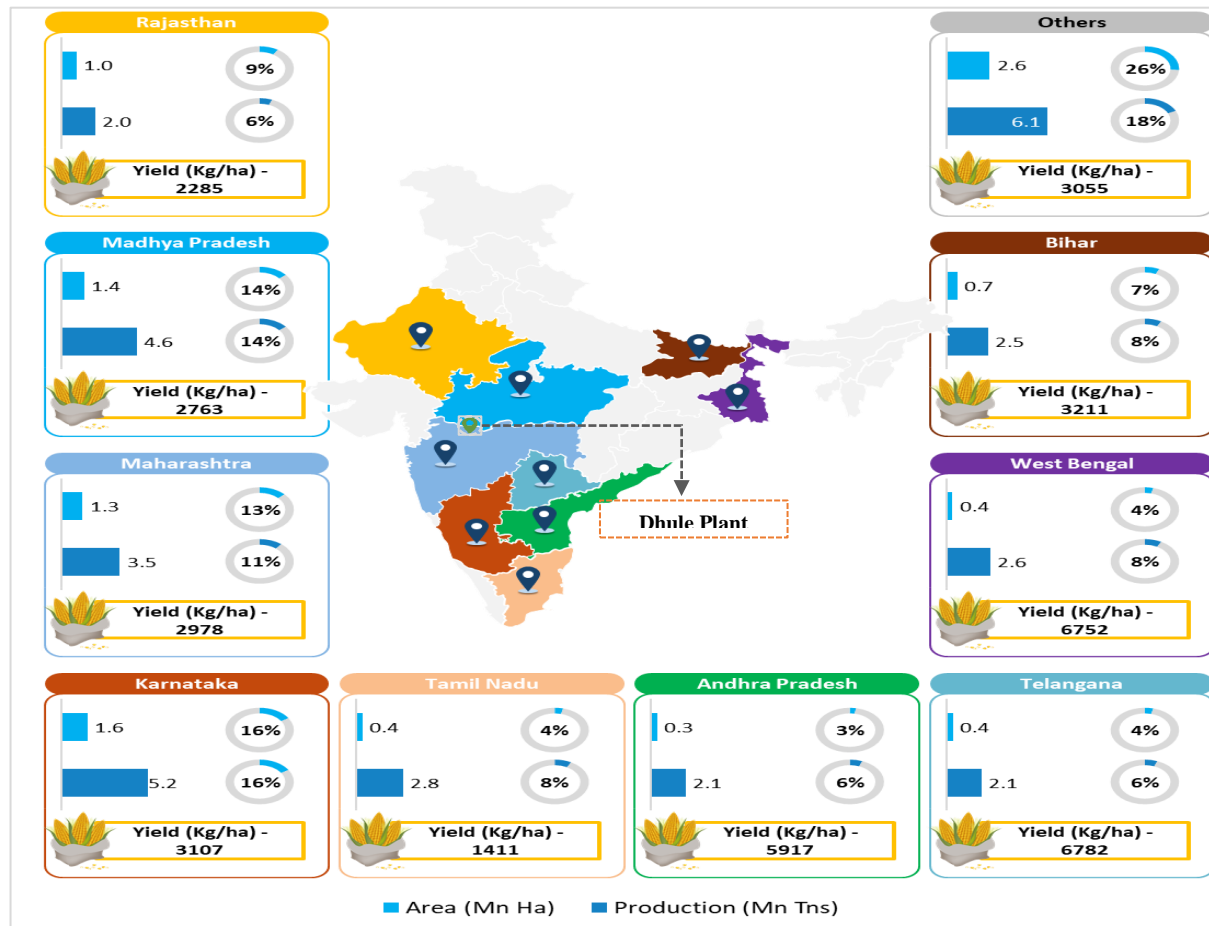 Rajasthan
1.0
9%
2.0
6%
Yield (Kg/ha) -
2285
Others
2.6
26%
6.1
18%
Yield (Kg/ha) -
3055
Madhya Pradesh
1.4
14%
4.6
14%
Yield (Kg/ha) -
2763
Bihar
0.7
7%
2.5
8%
Yield (Kg/ha) -
3211
Maharashtra
1.3
13%
3.5
11%
Yield (Kg/ha) -
2978
Dhule Plant
West Bengal
0.4
4%
2.6
8%
Yield (Kg/ha) -
6752
Karnataka
1.6
16%
5.2
16%
Yield (Kg/ha) -
3107
Tamil Nadu
0.4
4%
2.8
8%
Yield (Kg/ha) -
1411
Andhra Pradesh
0.3
3%
2.1
6%
Yield (Kg/ha) -
5917
Telangana
0.4
4%
2.1
6%
Yield (Kg/ha) -
6782
Area (Mn Ha) Production (Mn Tns)